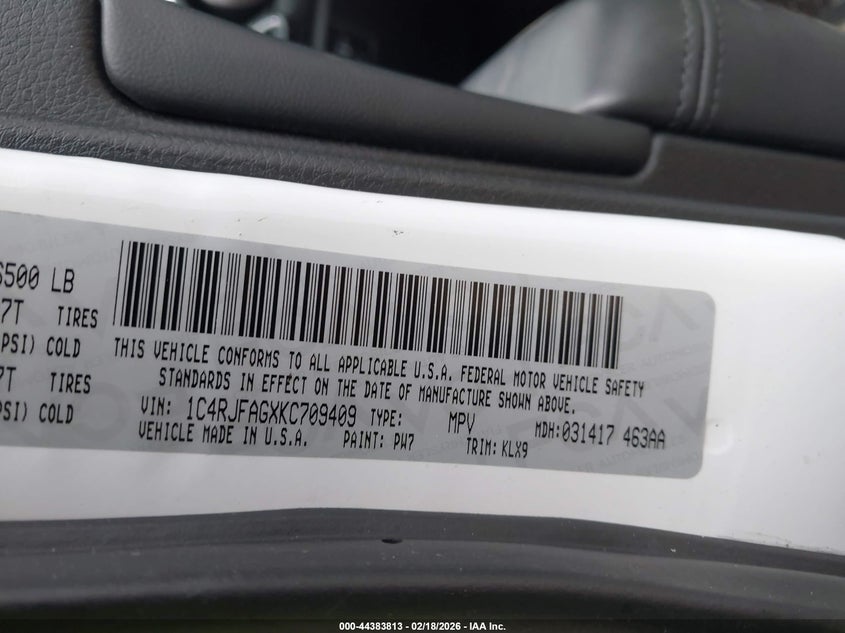 6500 LB
7T TIRES
PSI) COLD
7T TIRES
PSI) COLD
THIS VEHICLE CONFORMS TO ALL APPLICABLE U.S.A. FEDERAL MOTOR VEHICLE SAFETY
STANDARDS IN EFFECT ON THE DATE OF MANUFACTURE SHOWN ABOVE.
VIN: 1C4RJFAGXKC709409 TYPE: MPV MDH:031417 463AA
VEHICLE MADE IN U.S.A. PAINT: PW7 TRIM: KLX9
000-44383813 - 02/18/2026 - IAA Inc.